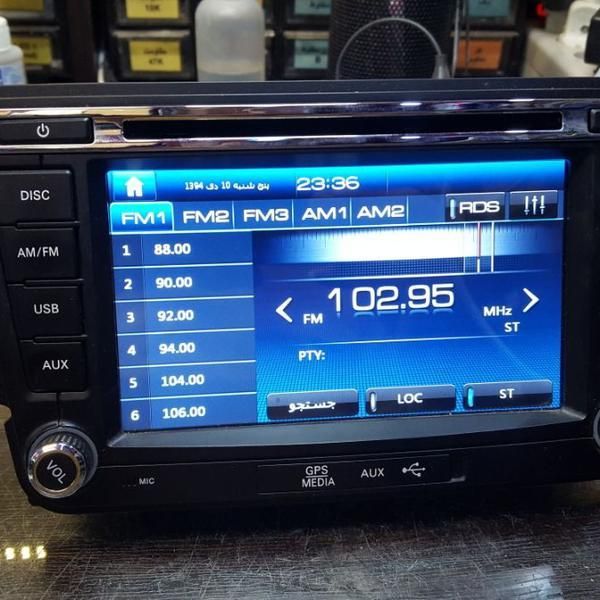 10K
47K
پنج شنبه 10 دی 1394
23:36
DISC
FM1 FM2 FM3 AM1 AM2 RDS
AM/FM
1 88.00
2 90.00
USB
3 92.00
102.95
FM
MHz
ST
4 94.00
AUX
PTY:
5 104.00
جستجو
LOC
ST
6 106.00
VOL
MIC
GPS
MEDIA
AUX